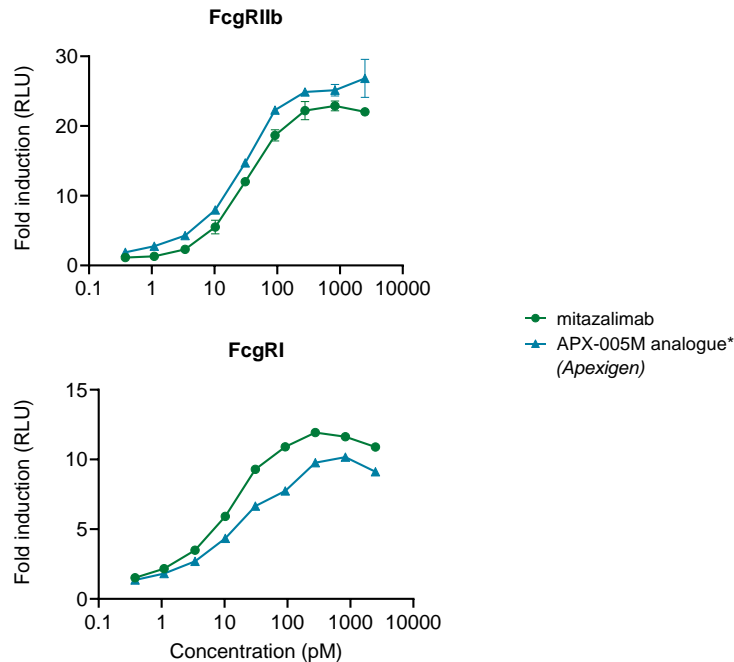 FcgRIIb
Fold induction (RLU)
30
20
10
0
0.1 1 10 100 1000 10000
mitazalimab
APX-005M analogue*
(Apexigen)
FcgRI
Fold induction (RLU)
15
10
5
0
0.1 1 10 100 1000 10000
Concentration (pM)